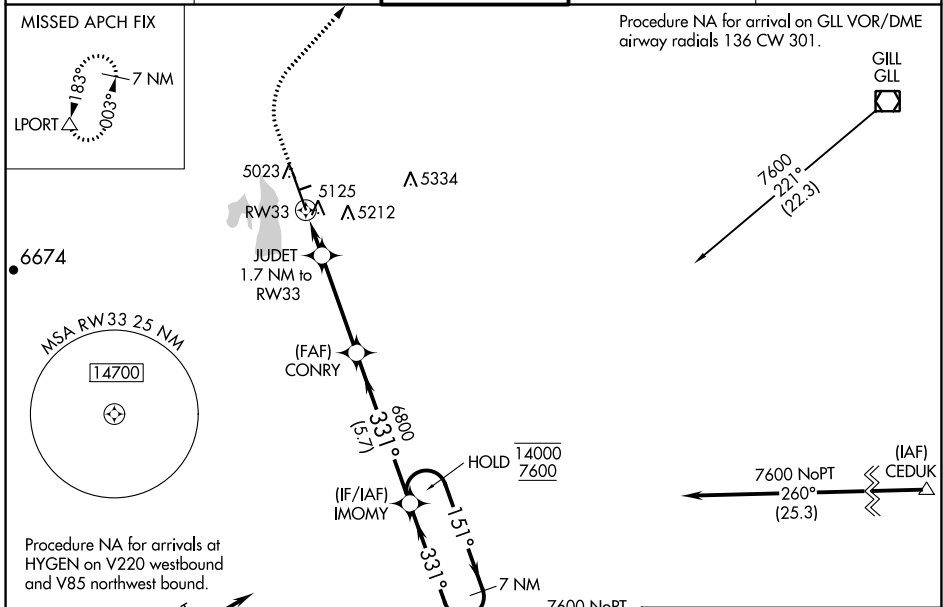 MISSED APCH FIX
7 NM
183°
003°
LPORT
Procedure NA for arrival on GLL VOR/DME
airway radials 136 CW 301.
GILL
GLL
7600
221°
(22.3)
5023
5125
5334
RW33
5212
JUDET
1.7 NM to
RW33
6674
MSA RW33 25 NM
14700
(FAF)
CONRY
6800
331°
(5.7)
HOLD
14000
7600
(IF/IAF)
IMOMY
151°
331°
7 NM
(IAF)
CEDUK
7600 NoPT
260°
(25.3)
Procedure NA for arrivals at
HYGEN on V220 westbound
and V85 northwest bound.
7600 NoPT